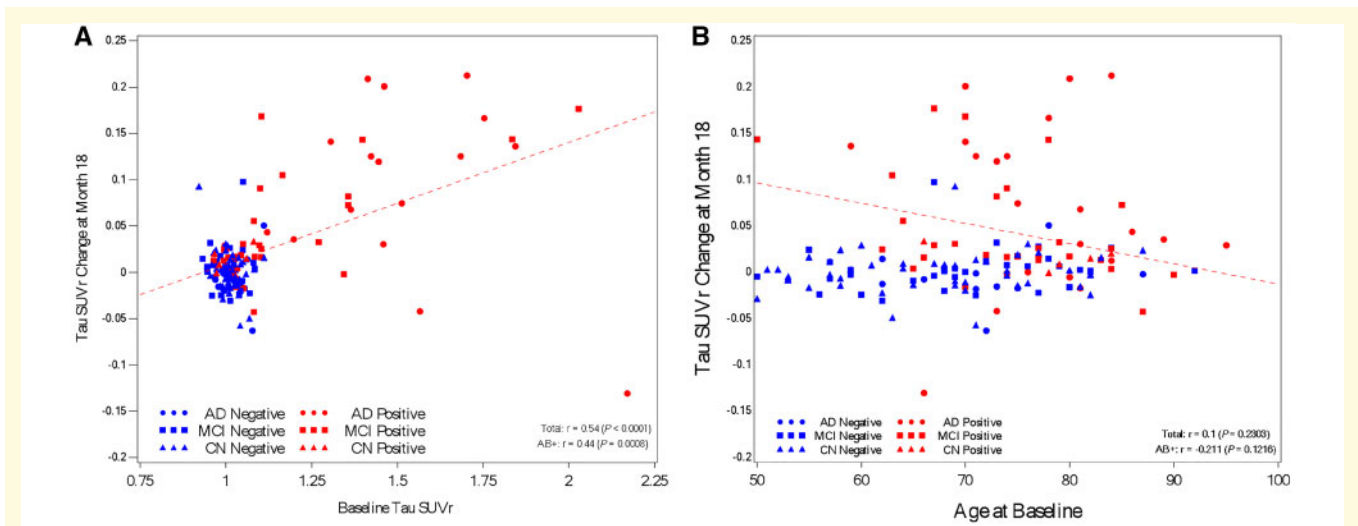 A
0.25
0.2
0.15
0.1
0.05
0
-0.05
-0.1
-0.15
-0.2
Tau SUVr Change at Month 18
AD Negative AD Positive
MCI Negative MCI Positive
CN Negative CN Positive
Total: r = 0.54 (P < 0.0001)
AB+: r = 0.44 (P = 0.0008)
0.75 1 1.25 1.5 1.75 2 2.25
Baseline Tau SUVr
B
0.25
0.2
0.15
0.1
0.05
0
-0.05
-0.1
-0.15
-0.2
Tau SUVr Change at Month 18
AD Negative AD Positive
MCI Negative MCI Positive
CN Negative CN Positive
Total: r = 0.1 (P = 0.2303)
AB+: r = -0.211 (P = 0.1216)
50 60 70 80 90 100
Age at Baseline